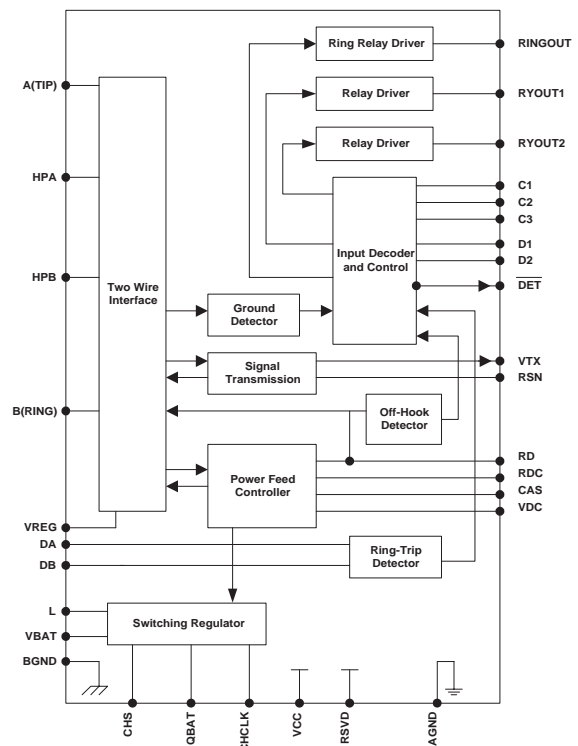 Ring Relay Driver
RINGOUT
A(TIP)
Relay Driver
RYOUT1
Relay Driver
RYOUT2
HPA
C1
C2
C3
Input Decoder
and Control
D1
D2
HPB
Two Wire
Interface
DET
Ground
Detector
Signal
Transmission
VTX
RSN
B(RING)
Off-Hook
Detector
RD
RDC
CAS
VDC
Power Feed
Controller
VREG
DA
DB
Ring-Trip
Detector
L
Switching Regulator
VBAT
BGND
CHS
QBAT
CHCLK
VCC
RSVD
AGND